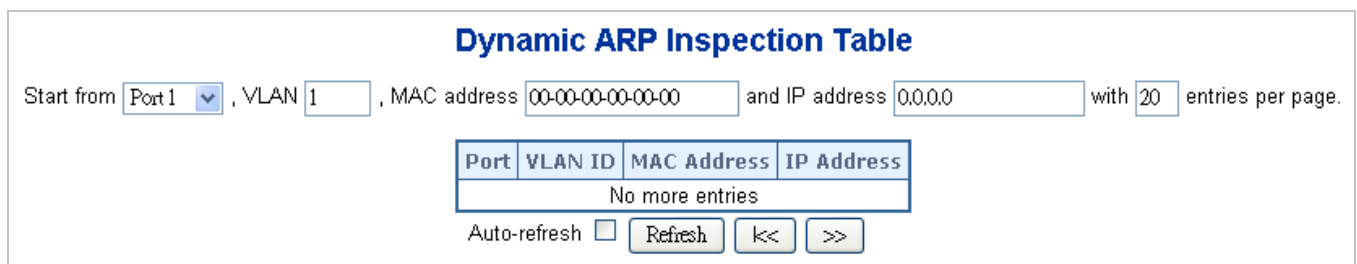 Dynamic ARP Inspection Table
Start from Port 1 , VLAN 1 , MAC address 00-00-00-00-00-00 and IP address 0.0.0.0 with 20 entries per page.
Port VLAN ID MAC Address IP Address
No more entries
Auto-refresh Refresh |<< >>